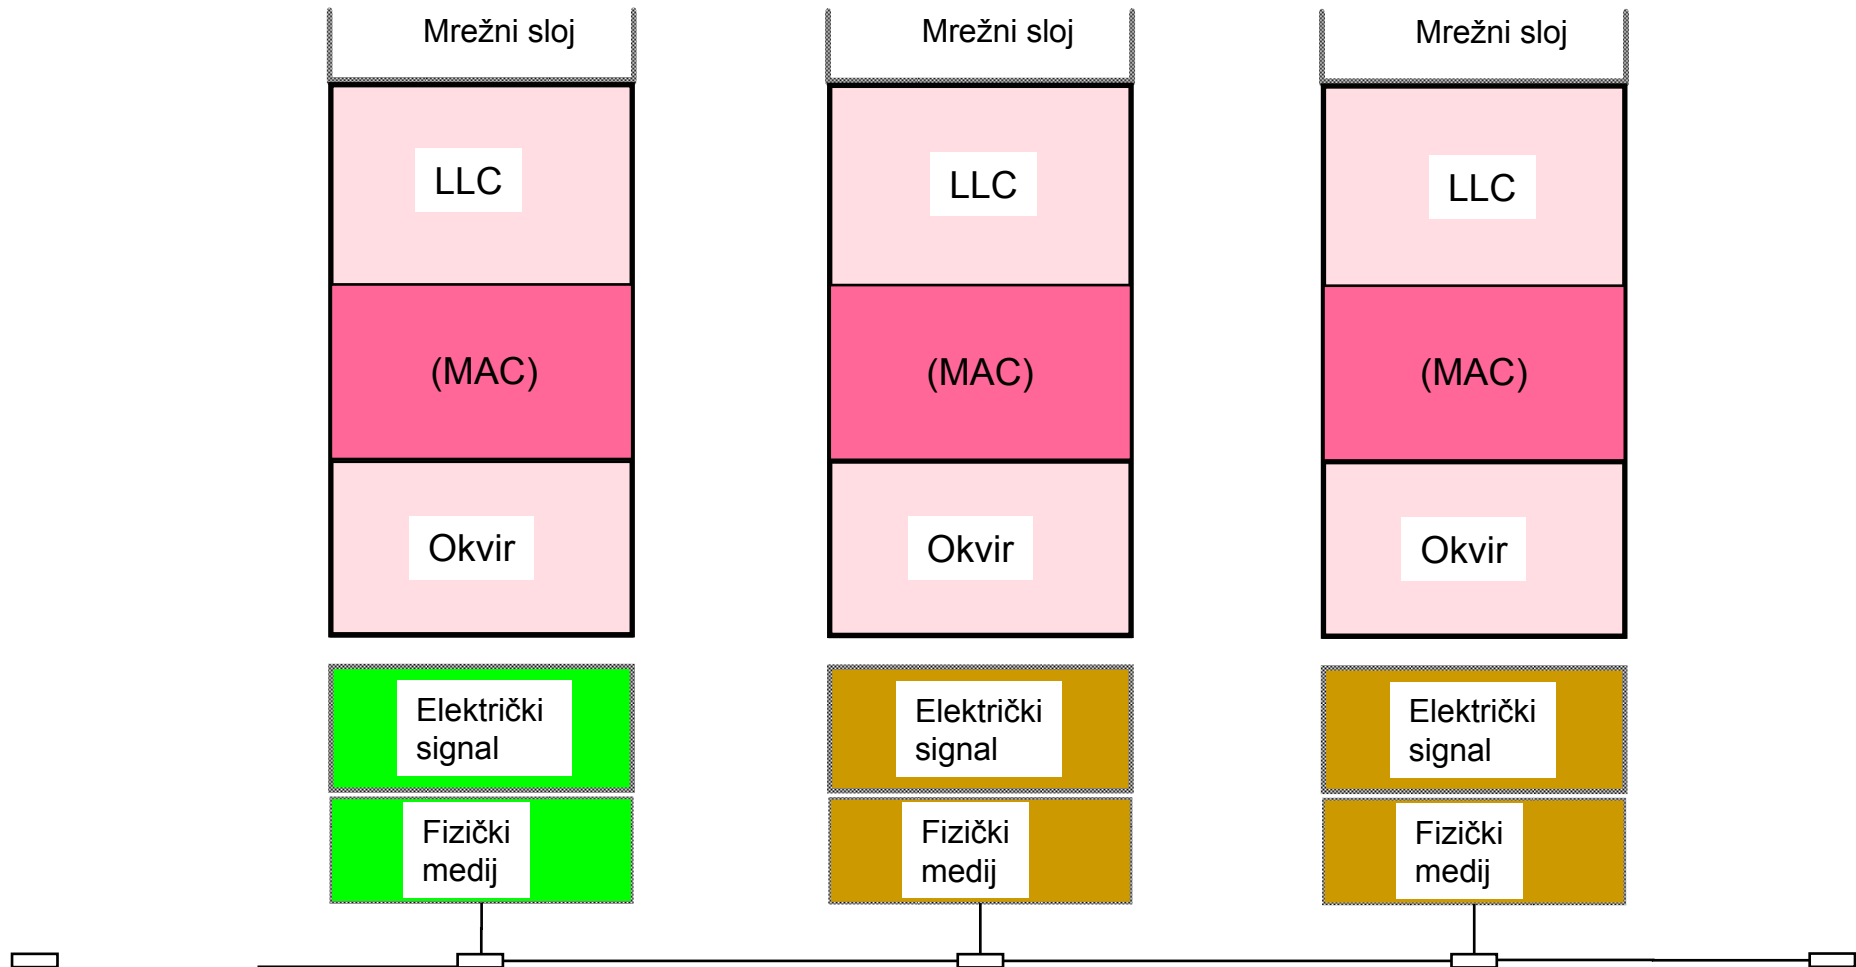 Mrežni sloj
Mrežni sloj
Mrežni sloj
LLC
LLC
LLC
(MAC)
(MAC)
(MAC)
Okvir
Okvir
Okvir
Električki
signal
Električki
signal
Električki
signal
Fizički
medij
Fizički
medij
Fizički
medij